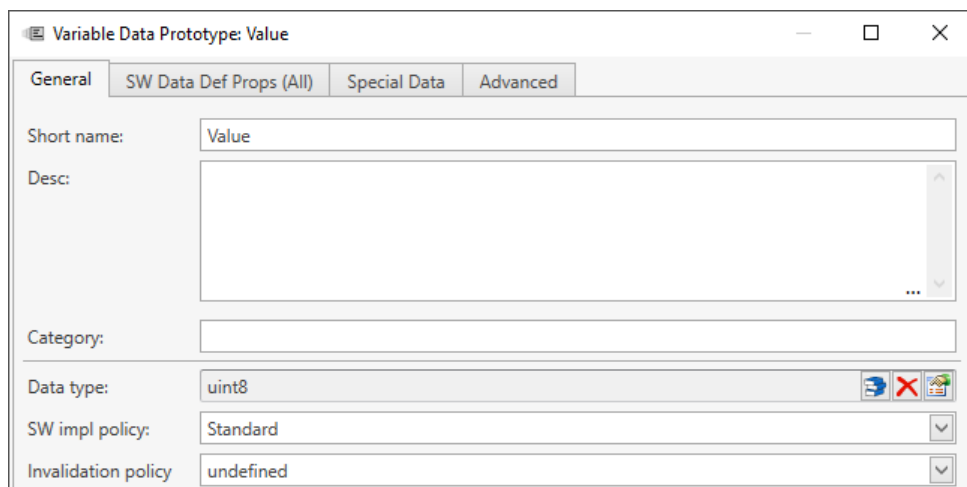 Variable Data Prototype: Value
General SW Data Def Props (All) Special Data Advanced
Short name: Value
Desc:
...
Category:
Data type: uint8
SW impl policy: Standard
Invalidation policy undefined